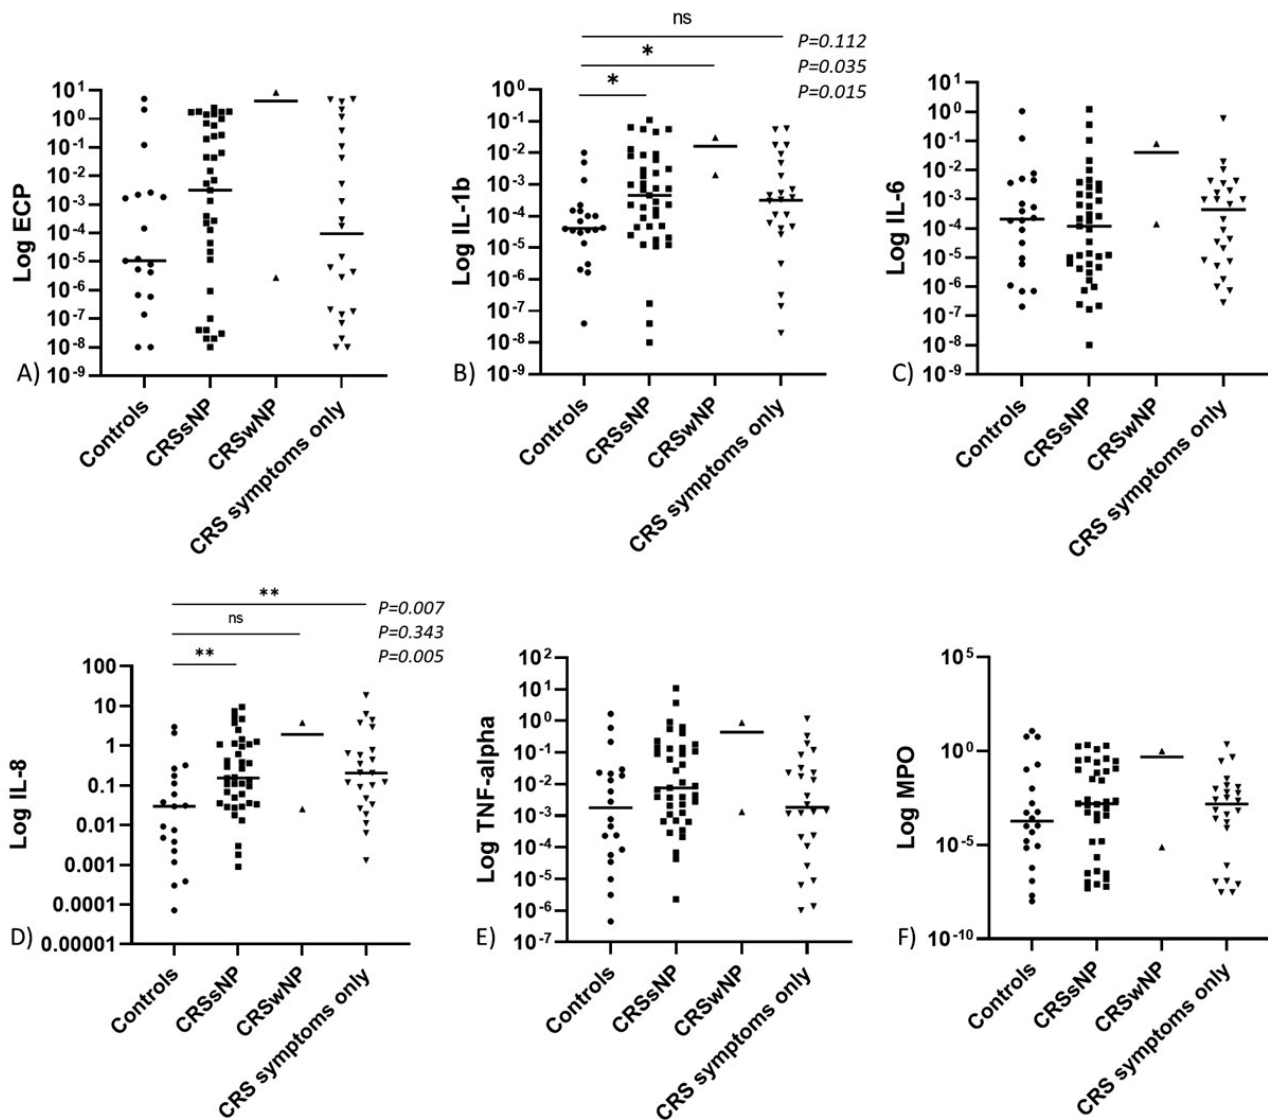 ns
P=0.112
*
P=0.035
*
P=0.015
Log ECP
10¹
10⁰
10⁻¹
10⁻²
10⁻³
10⁻⁴
10⁻⁵
10⁻⁶
10⁻⁷
10⁻⁸
10⁻⁹
A)
Controls
CRSsNP
CRSwNP
CRS symptoms only
Log IL-1b
10⁰
10⁻¹
10⁻²
10⁻³
10⁻⁴
10⁻⁵
10⁻⁶
10⁻⁷
10⁻⁸
10⁻⁹
B)
Controls
CRSsNP
CRSwNP
CRS symptoms only
Log IL-6
10¹
10⁰
10⁻¹
10⁻²
10⁻³
10⁻⁴
10⁻⁵
10⁻⁶
10⁻⁷
10⁻⁸
10⁻⁹
C)
Controls
CRSsNP
CRSwNP
CRS symptoms only
**
P=0.007
ns
P=0.343
**
P=0.005
Log IL-8
100
10
1
0.1
0.01
0.001
0.0001
0.00001
D)
Controls
CRSsNP
CRSwNP
CRS symptoms only
Log TNF-alpha
10²
10¹
10⁰
10⁻¹
10⁻²
10⁻³
10⁻⁴
10⁻⁵
10⁻⁶
10⁻⁷
E)
Controls
CRSsNP
CRSwNP
CRS symptoms only
Log MPO
10⁵
10⁰
10⁻⁵
10⁻¹⁰
F)
Controls
CRSsNP
CRSwNP
CRS symptoms only